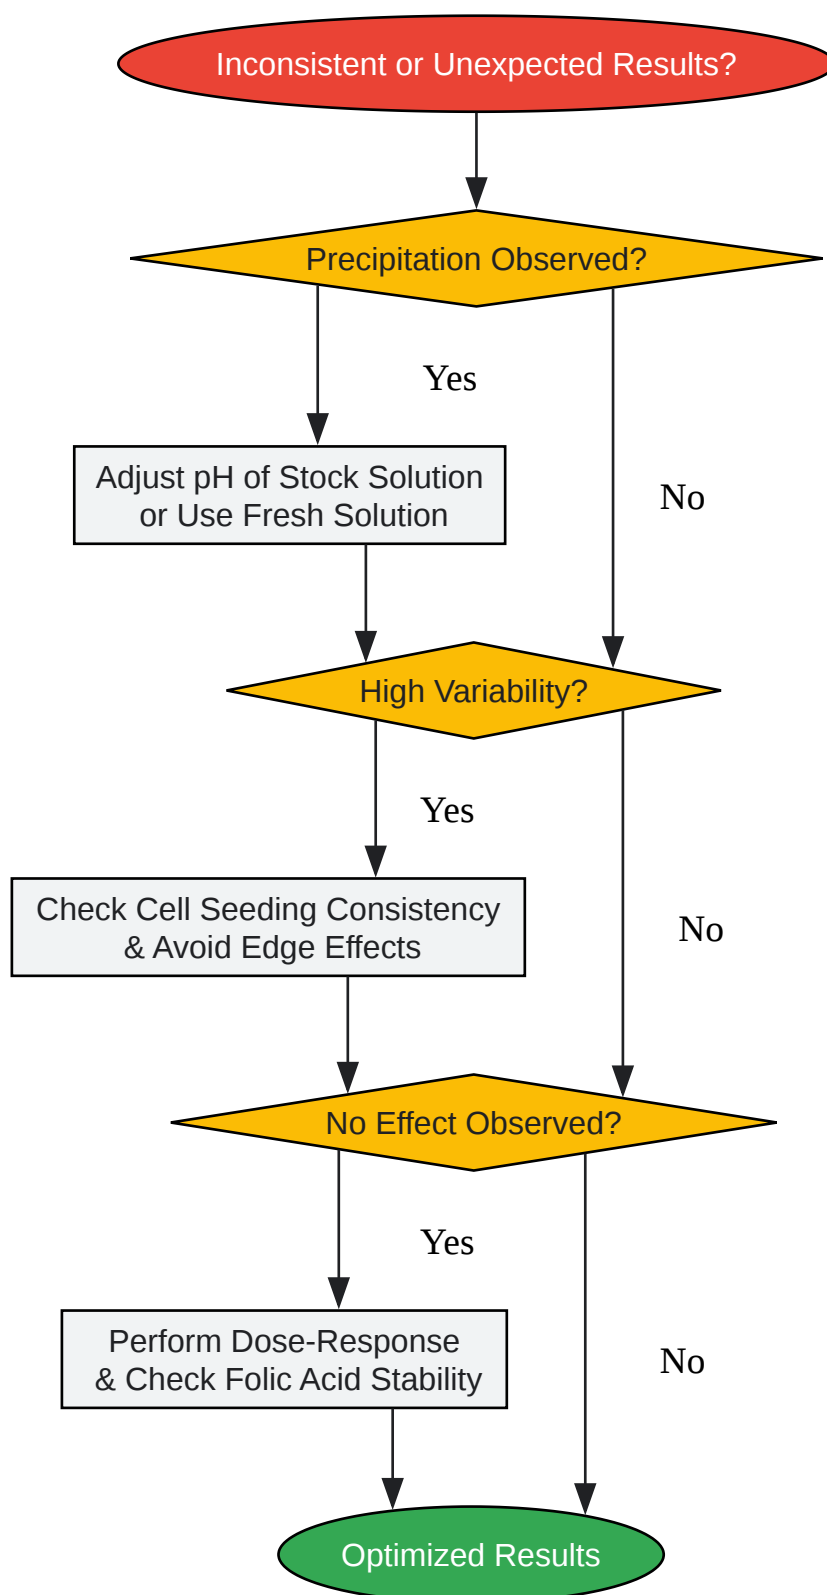 Inconsistent or Unexpected Results?
Precipitation Observed?
Yes
Adjust pH of Stock Solution
or Use Fresh Solution
No
High Variability?
Yes
Check Cell Seeding Consistency
& Avoid Edge Effects
No
No Effect Observed?
Yes
Perform Dose-Response
& Check Folic Acid Stability
No
Optimized Results